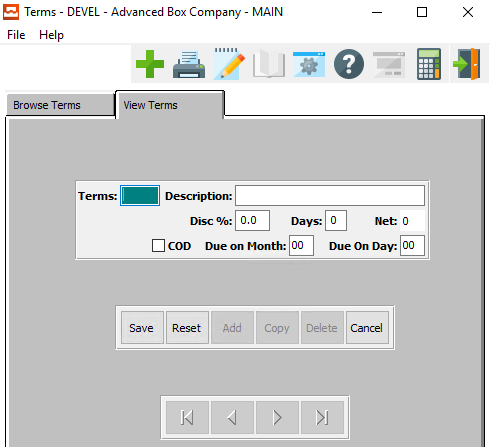 Terms - DEVEL - Advanced Box Company - MAIN
File Help
Browse Terms View Terms
Terms: Description:
Disc %: 0.0 Days: 0 Net: 0
COD Due on Month: 00 Due On Day: 00
Save Reset Add Copy Delete Cancel